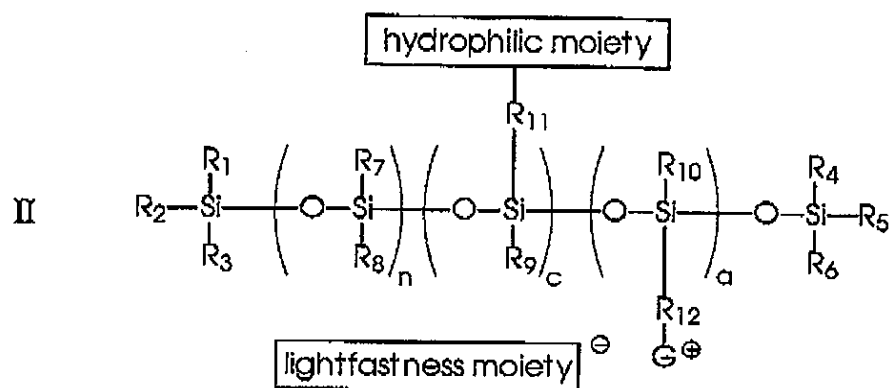 hydrophilic moiety
R11
R1 R7 R10 R4
II R2-Si ( O-Si )n ( O-Si )c ( O-Si )a O-Si-R5
R3 R8 R9 R6
R12
lightfastness moiety ⊖ G⊕